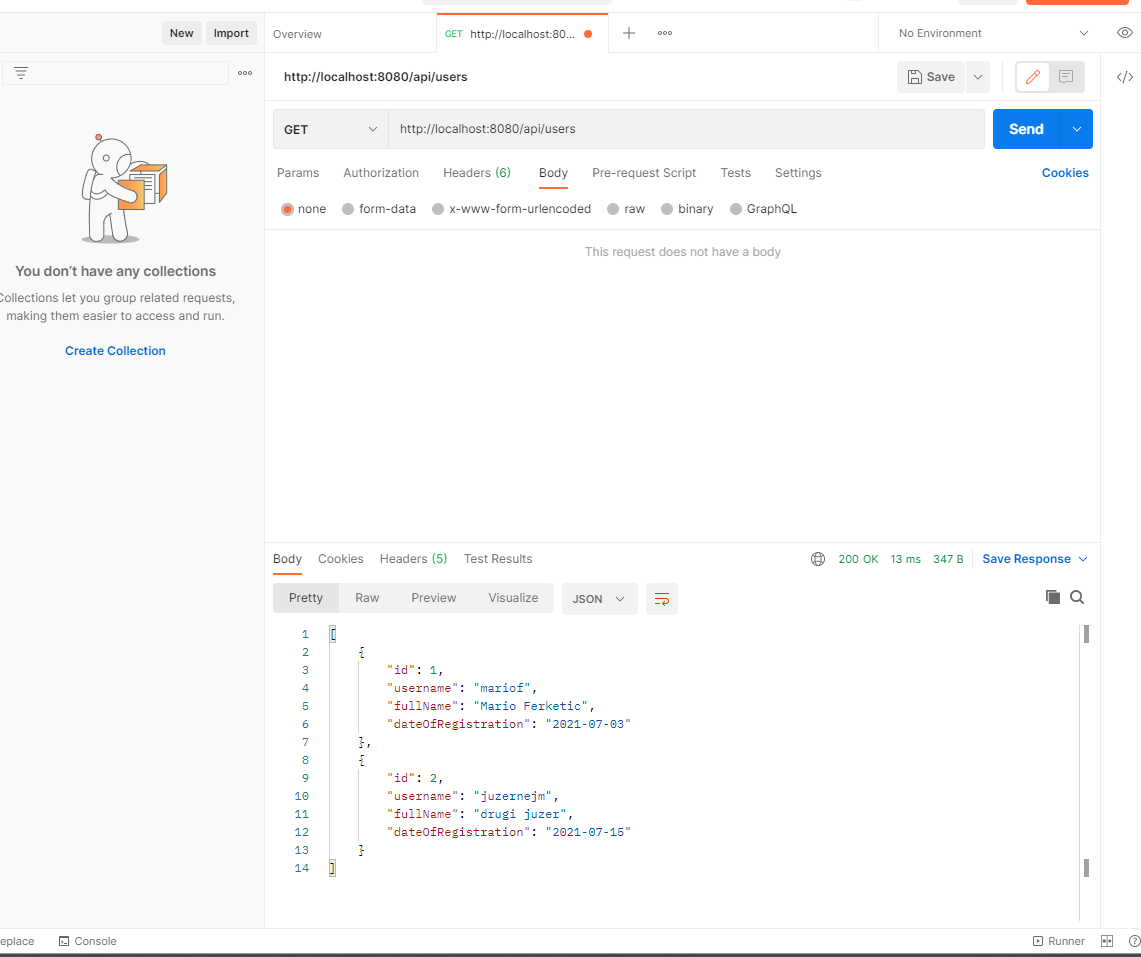 New
Import
Overview
GET http://localhost:80...
No Environment
http://localhost:8080/api/users
Save
GET
http://localhost:8080/api/users
Send
Params
Authorization
Headers (6)
Body
Pre-request Script
Tests
Settings
Cookies
none
form-data
x-www-form-urlencoded
raw
binary
GraphQL
This request does not have a body
You don't have any collections
Collections let you group related requests,
making them easier to access and run.
Create Collection
Body
Cookies
Headers (5)
Test Results
200 OK
13 ms
347 B
Save Response
Pretty
Raw
Preview
Visualize
JSON
1 [
2 {
3 "id": 1,
4 "username": "mariof",
5 "fullName": "Mario Ferketic",
6 "dateOfRegistration": "2021-07-03"
7 },
8 {
9 "id": 2,
10 "username": "juzernejm",
11 "fullName": "drugi juzer",
12 "dateOfRegistration": "2021-07-15"
13 }
14 ]
eplace
Console
Runner